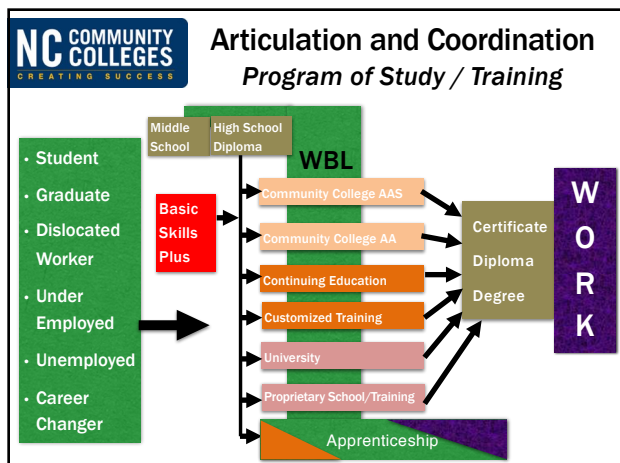 NC COMMUNITY
COLLEGES
CREATING SUCCESS
Articulation and Coordination
Program of Study / Training
• Student
• Graduate
• Dislocated
Worker
• Under
Employed
• Unemployed
• Career
Changer
Middle
School
High School
Diploma
WBL
Basic
Skills
Plus
Community College AAS
Community College AA
Continuing Education
Customized Training
University
Proprietary School/Training
Apprenticeship
Certificate
Diploma
Degree
W
O
R
K